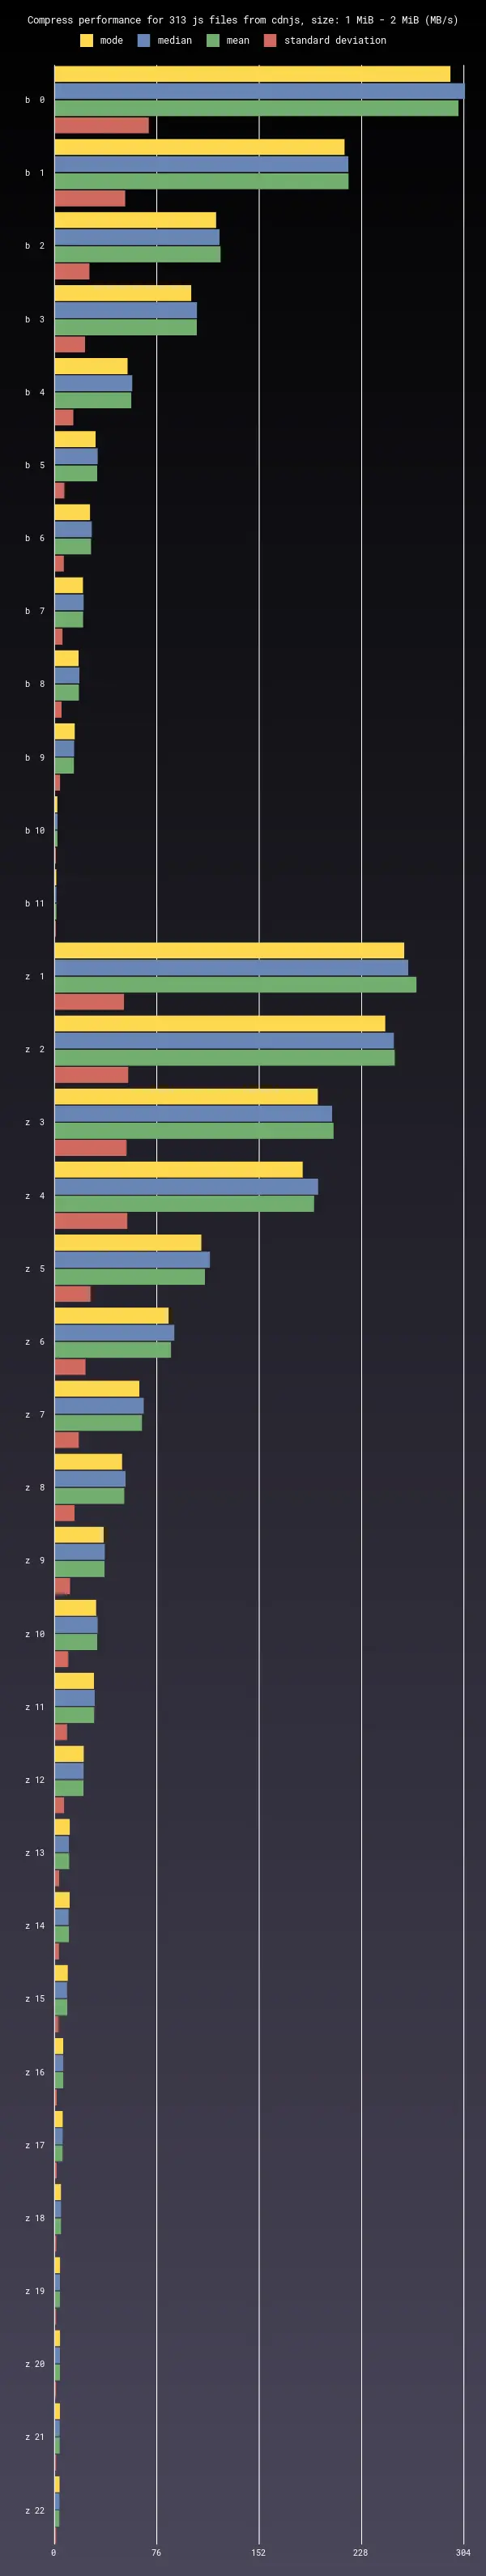 Compress performance for 313 js files from cdnjs, size: 1 MiB - 2 MiB (MB/s)
mode median mean standard deviation
b 0
b 1
b 2
b 3
b 4
b 5
b 6
b 7
b 8
b 9
b 10
b 11
z 1
z 2
z 3
z 4
z 5
z 6
z 7
z 8
z 9
z 10
z 11
z 12
z 13
z 14
z 15
z 16
z 17
z 18
z 19
z 20
z 21
z 22
0 76 152 228 304